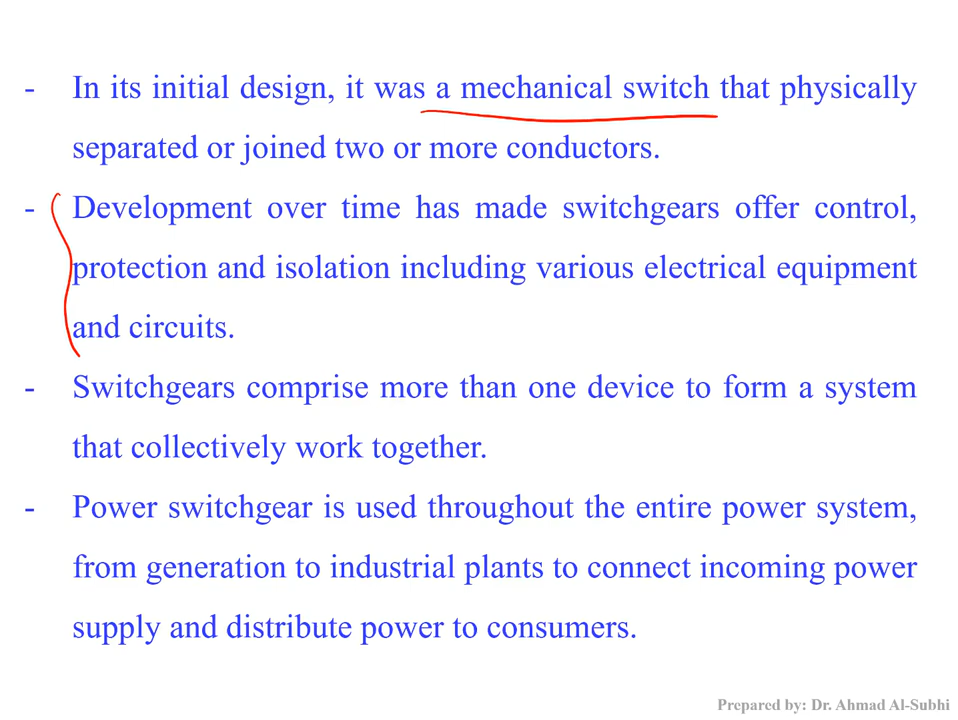 - In its initial design, it was a mechanical switch that physically
separated or joined two or more conductors.
- Development over time has made switchgears offer control,
protection and isolation including various electrical equipment
and circuits.
- Switchgears comprise more than one device to form a system
that collectively work together.
- Power switchgear is used throughout the entire power system,
from generation to industrial plants to connect incoming power
supply and distribute power to consumers.
Prepared by: Dr. Ahmad Al-Subhi